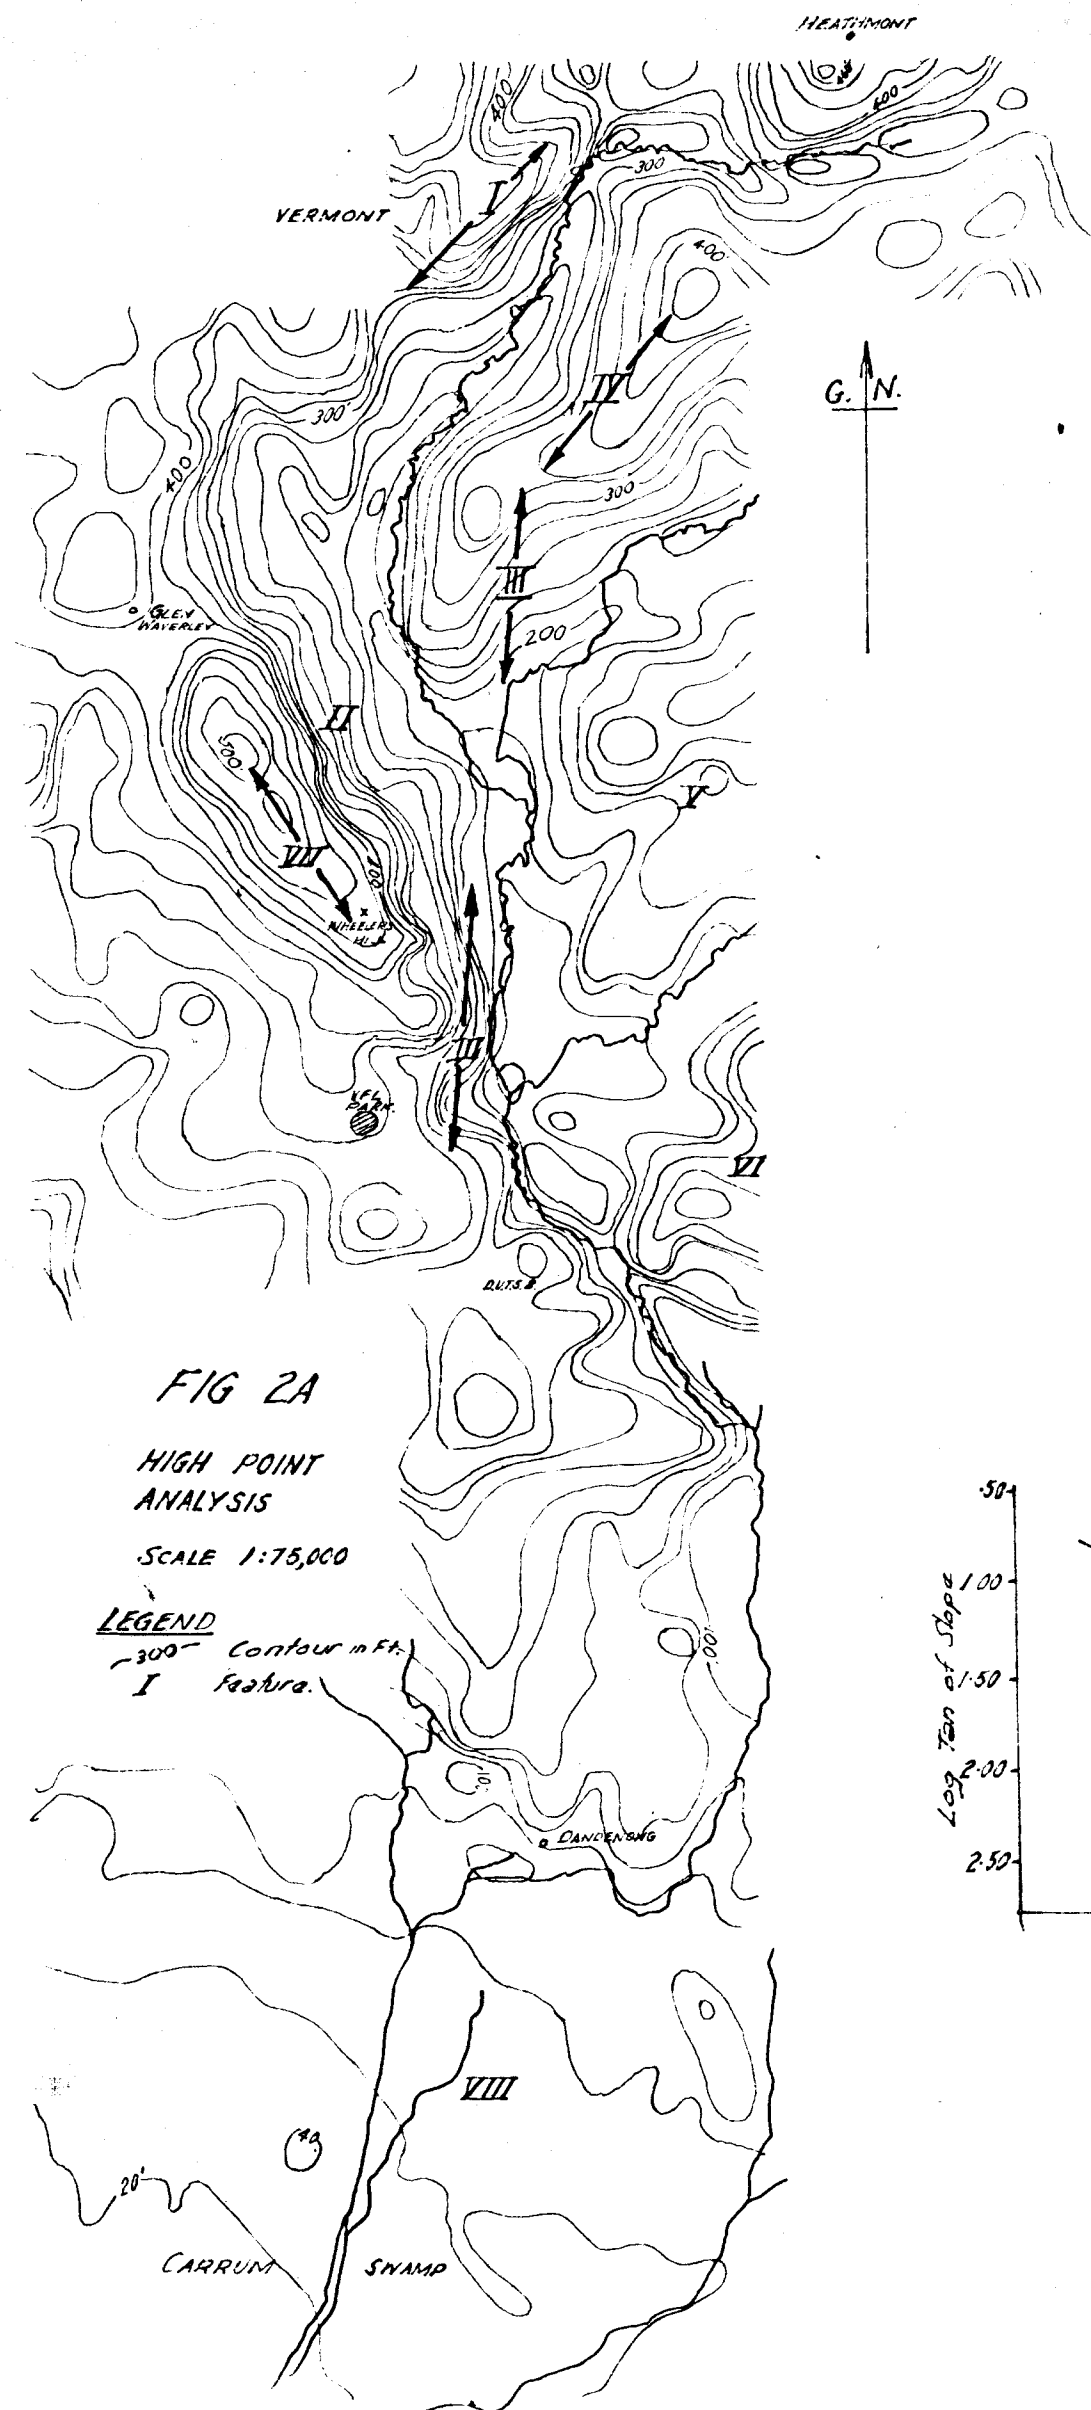 HEATHMONT
400
400
300
I
VERMONT
400
IV
G. N.
300'
400
300
III
GLEN
WAVERLEY
200
II
500
V
VII
400
WHEELERS
HILL
III
V.F.L.
PARK.
VI
D.V.T.S.
FIG 2A
HIGH POINT
ANALYSIS
SCALE 1:75,000
LEGEND
-300- Contour in Ft.
I Feature.
.50
1.00
1.50
2.00
2.50
Log Tan of Slope
DANDENONG
VIII
20'
CARRUM SWAMP